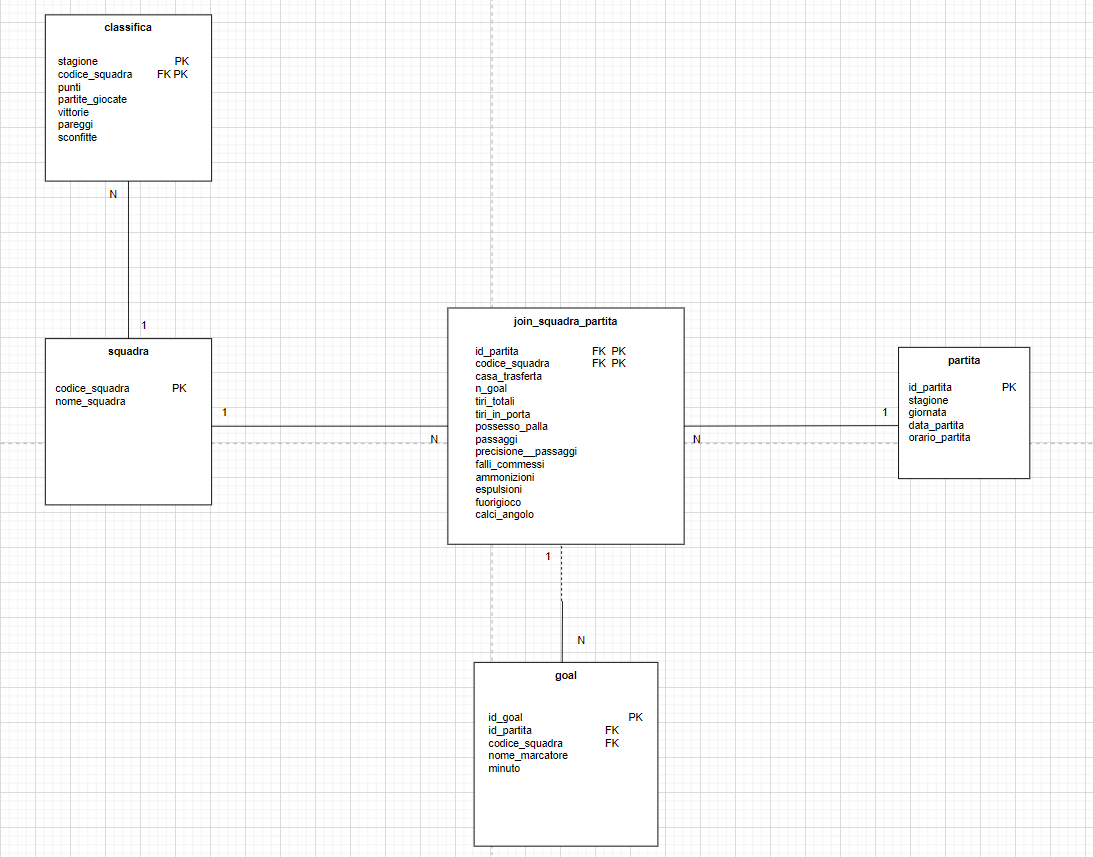 classifica
stagione PK
codice_squadra FK PK
punti
partite_giocate
vittorie
pareggi
sconfitte
N
1
squadra
codice_squadra PK
nome_squadra
1
N
join_squadra_partita
id_partita FK PK
codice_squadra FK PK
casa_trasferta
n_goal
tiri_totali
tiri_in_porta
possesso_palla
passaggi
precisione__passaggi
falli_commessi
ammonizioni
espulsioni
fuorigioco
calci_angolo
N
1
partita
id_partita PK
stagione
giornata
data_partita
orario_partita
1
N
goal
id_goal PK
id_partita FK
codice_squadra FK
nome_marcatore
minuto